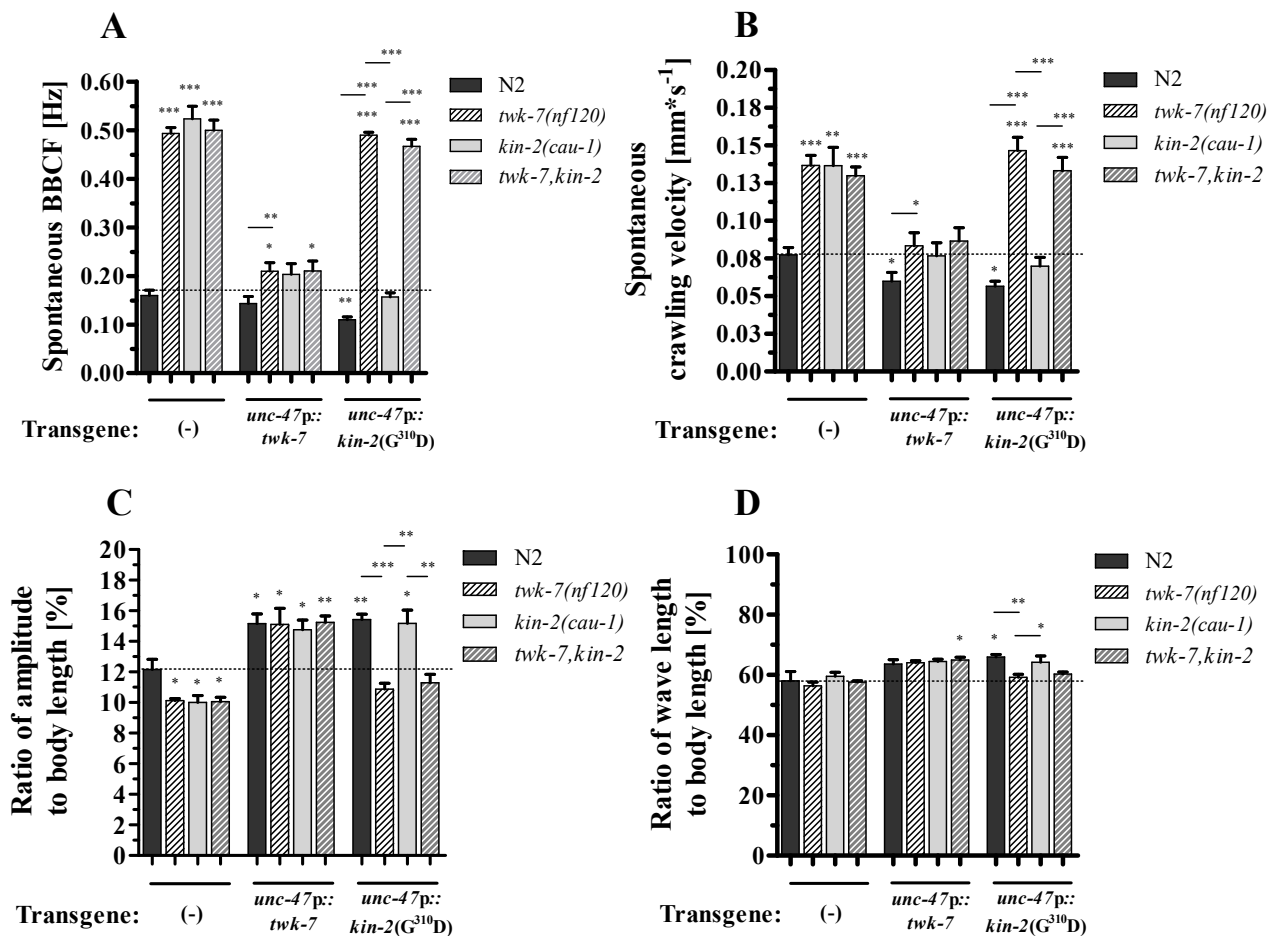 A
Spontaneous BBCF [Hz]
0.60
0.50
0.40
0.30
0.20
0.10
0.00
*** *** ***
** * *
** *** *** *** *** ***
N2
twk-7(nf120)
kin-2(cau-1)
twk-7,kin-2
Transgene:
(-)
unc-47p::
twk-7
unc-47p::
kin-2(G³¹⁰D)
B
Spontaneous
crawling velocity [mm*s⁻¹]
0.20
0.18
0.15
0.13
0.10
0.08
0.05
0.03
0.00
*** ** ***
* *
* *** *** *** *** ***
N2
twk-7(nf120)
kin-2(cau-1)
twk-7,kin-2
Transgene:
(-)
unc-47p::
twk-7
unc-47p::
kin-2(G³¹⁰D)
C
Ratio of amplitude
to body length [%]
20
18
16
14
12
10
8
6
4
2
0
* * *
* * * **
** *** ** * **
N2
twk-7(nf120)
kin-2(cau-1)
twk-7,kin-2
Transgene:
(-)
unc-47p::
twk-7
unc-47p::
kin-2(G³¹⁰D)
D
Ratio of wave length
to body length [%]
100
80
60
40
20
0
*
* ** *
N2
twk-7(nf120)
kin-2(cau-1)
twk-7,kin-2
Transgene:
(-)
unc-47p::
twk-7
unc-47p::
kin-2(G³¹⁰D)